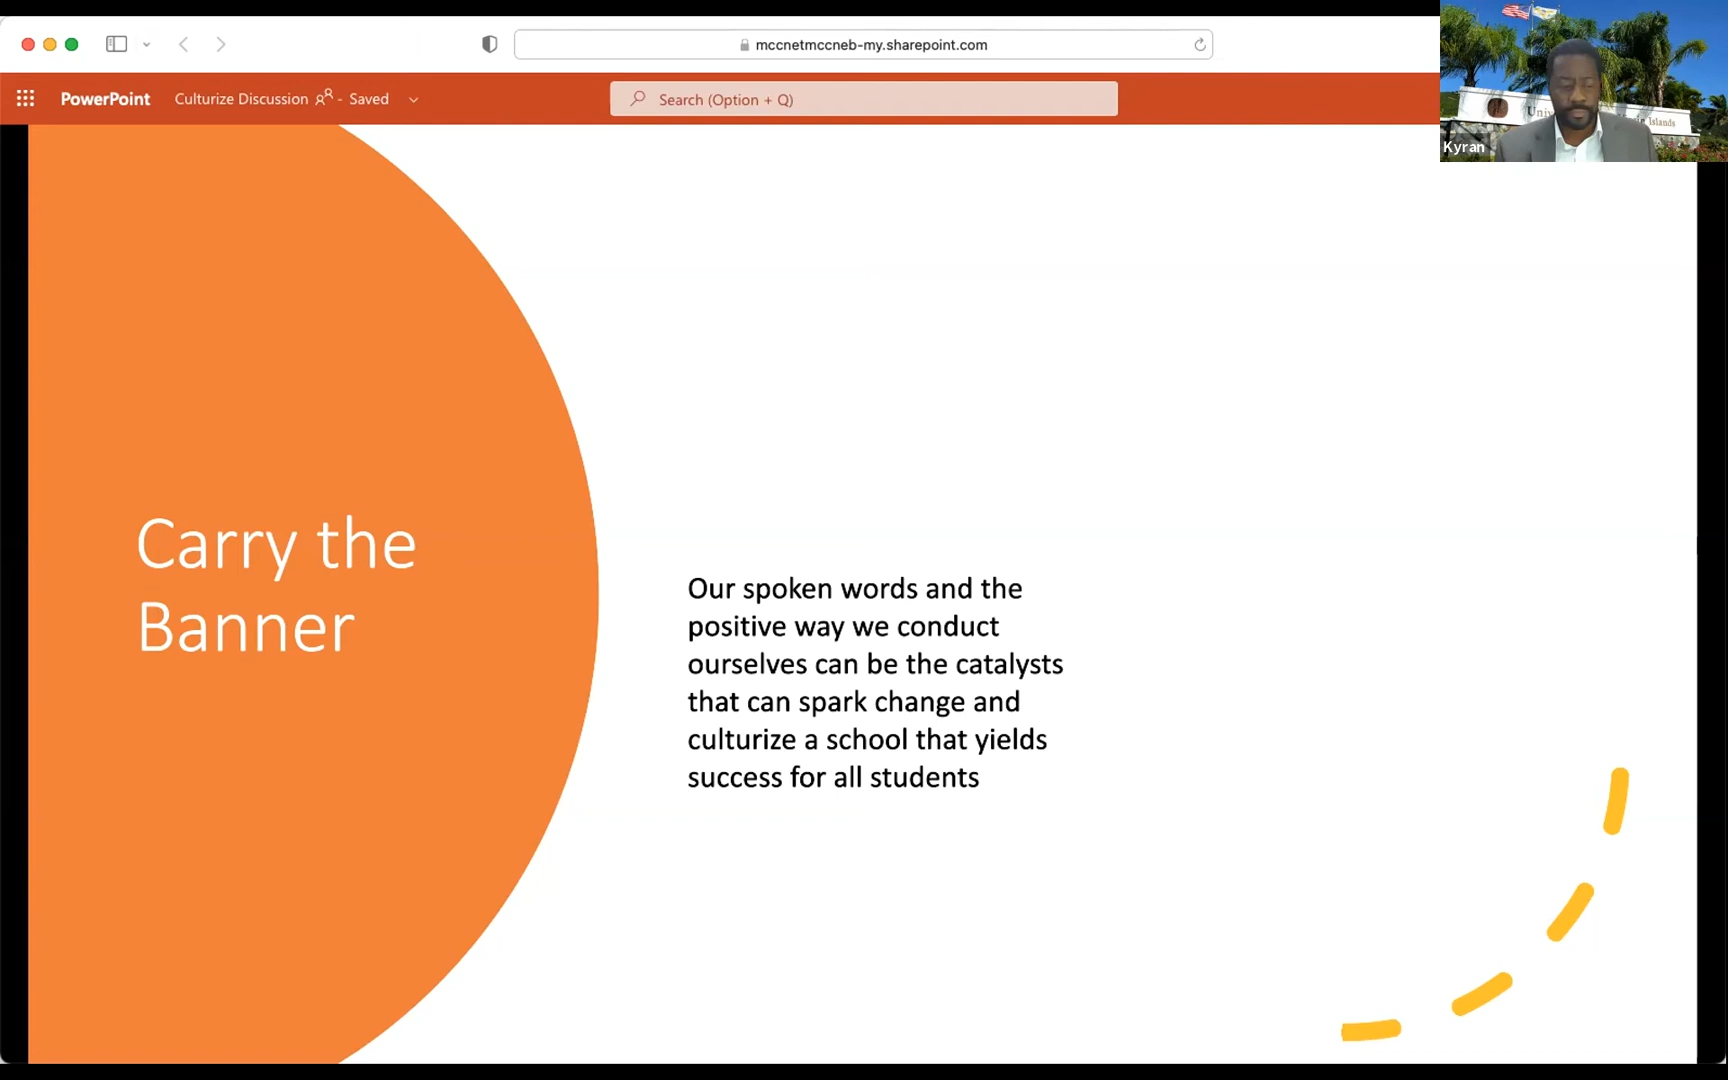 mccnetmccneb-my.sharepoint.com
PowerPoint
Culturize Discussion - Saved
Search (Option + Q)
Islands
Kyran
Carry the
Banner
Our spoken words and the
positive way we conduct
ourselves can be the catalysts
that can spark change and
culturize a school that yields
success for all students